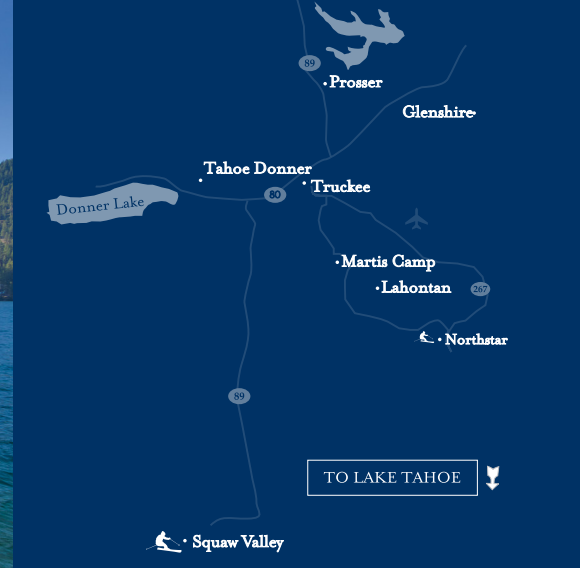 89
Prosser
Glenshire
Tahoe Donner
Truckee
80
Donner Lake
Martis Camp
Lahontan
267
Northstar
89
TO LAKE TAHOE
Squaw Valley